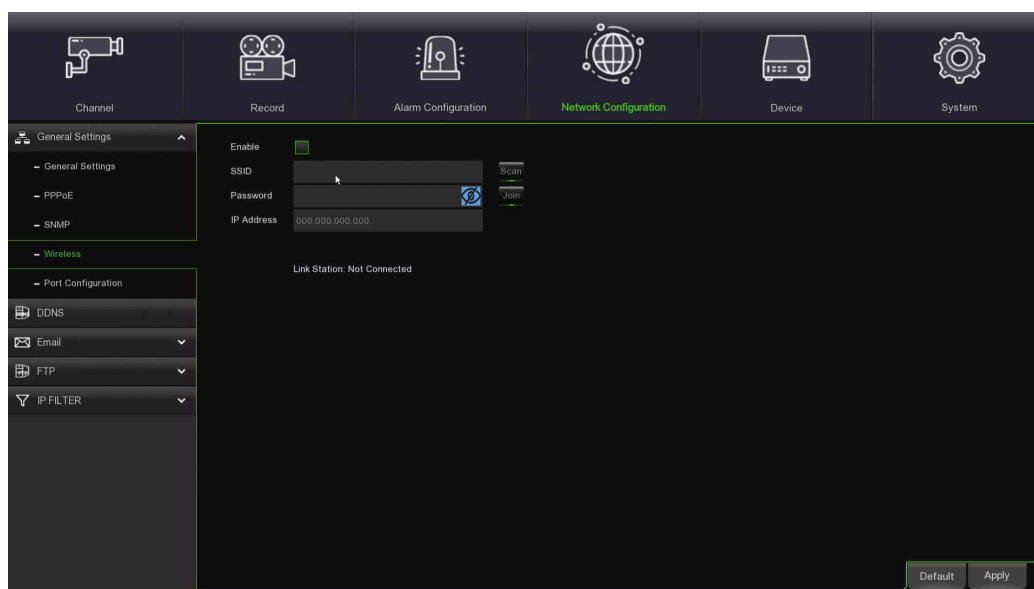 Channel
Record
Alarm Configuration
Network Configuration
Device
System
General Settings
General Settings
PPPoE
SNMP
Wireless
Port Configuration
DDNS
Email
FTP
IP FILTER
Enable
SSID
Scan
Password
Join
IP Address 000.000.000.000
Link Station: Not Connected
Default Apply